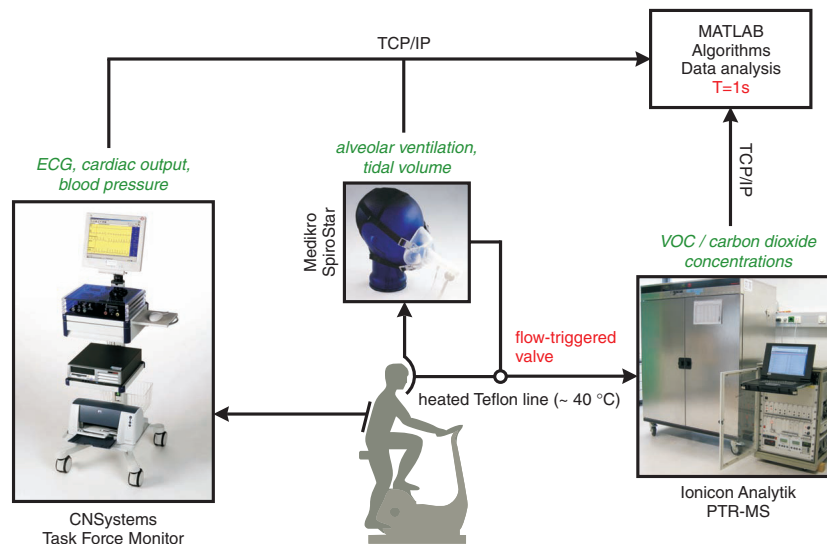 TCP/IP
MATLAB
Algorithms
Data analysis
T=1s
ECG, cardiac output,
blood pressure
alveolar ventilation,
tidal volume
TCP/IP
Medikro
SpiroStar
VOC / carbon dioxide
concentrations
flow-triggered
valve
heated Teflon line (~ 40 °C)
CNSystems
Task Force Monitor
Ionicon Analytik
PTR-MS